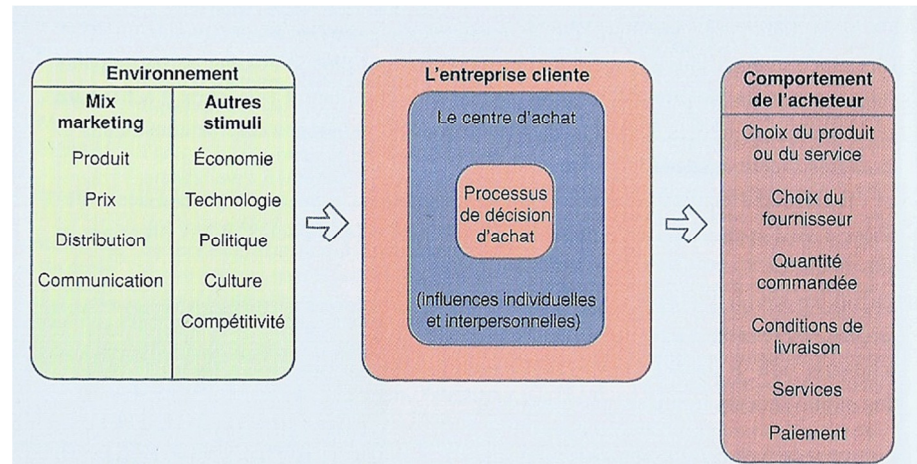 Environnement
Mix
marketing
Produit
Prix
Distribution
Communication
Autres
stimuli
Économie
Technologie
Politique
Culture
Compétitivité
L'entreprise cliente
Le centre d'achat
Processus
de décision
d'achat
(Influences individuelles
et interpersonnelles)
Comportement
de l'acheteur
Choix du produit
ou du service
Choix du
fournisseur
Quantité
commandée
Conditions de
livraison
Services
Paiement